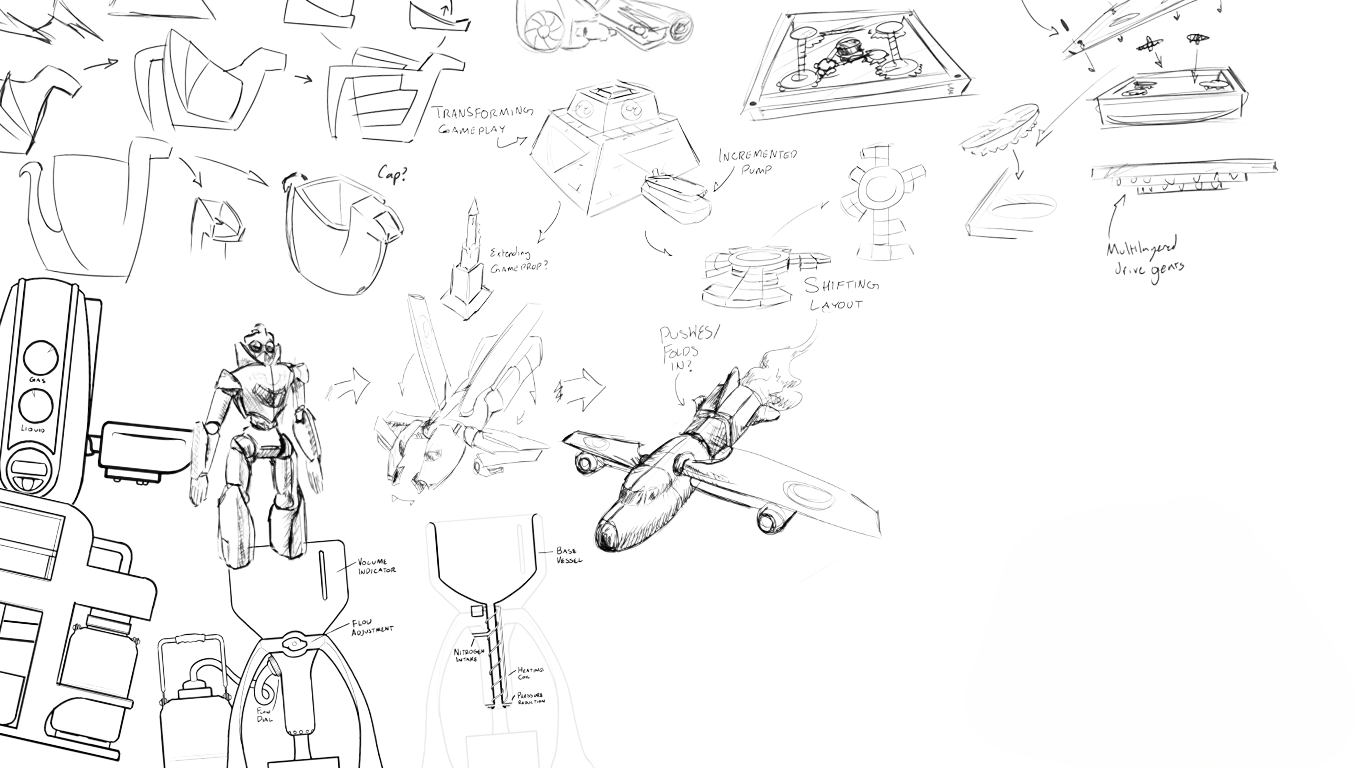 TRANSFORMING
GAMEPLAY
INCREMENTED
PUMP
Cap?
Extending
GAMEPROP?
SHIFTING
LAYOUT
Multilayered
drive gents
PUSHES/
FOLDS
IN?
GAS
LIQUID
VOLUME
INDICATOR
FLOW
ADJUSTMENT
FLOW
DIAL
BASE
VESSEL
NITROGEN
INTAKE
HEATING
COIL
PRESSURE
REDUCTION